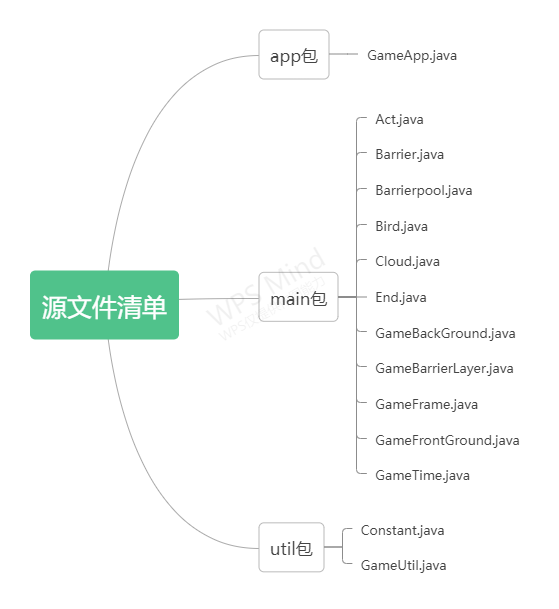 app包
GameApp.java
Act.java
Barrier.java
Barrierpool.java
Bird.java
Cloud.java
源文件清单
main包
End.java
GameBackGround.java
GameBarrierLayer.java
GameFrame.java
GameFrontGround.java
GameTime.java
util包
Constant.java
GameUtil.java
WPS Mind